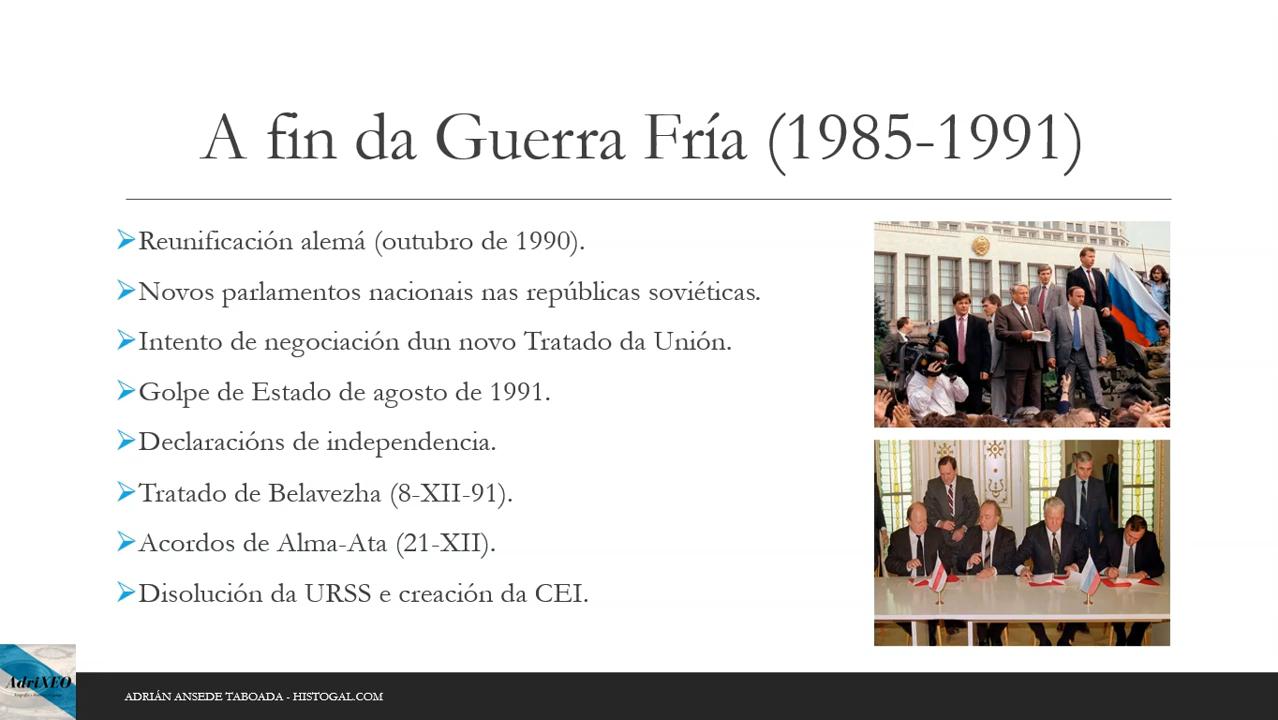 A fin da Guerra Fría (1985-1991)
Reunificación alemá (outubro de 1990).
Novos parlamentos nacionais nas repúblicas soviéticas.
Intento de negociación dun novo Tratado da Unión.
Golpe de Estado de agosto de 1991.
Declaracións de independencia.
Tratado de Belavezha (8-XII-91).
Acordos de Alma-Ata (21-XII).
Disolución da URSS e creación da CEI.
AdriXEO
ADRIÁN ANSEDE TABOADA - HISTOGAL.COM